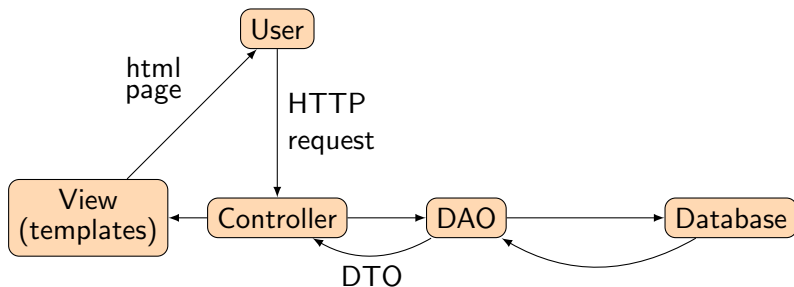 User
html
page
HTTP
request
View
(templates)
Controller
DAO
Database
DTO